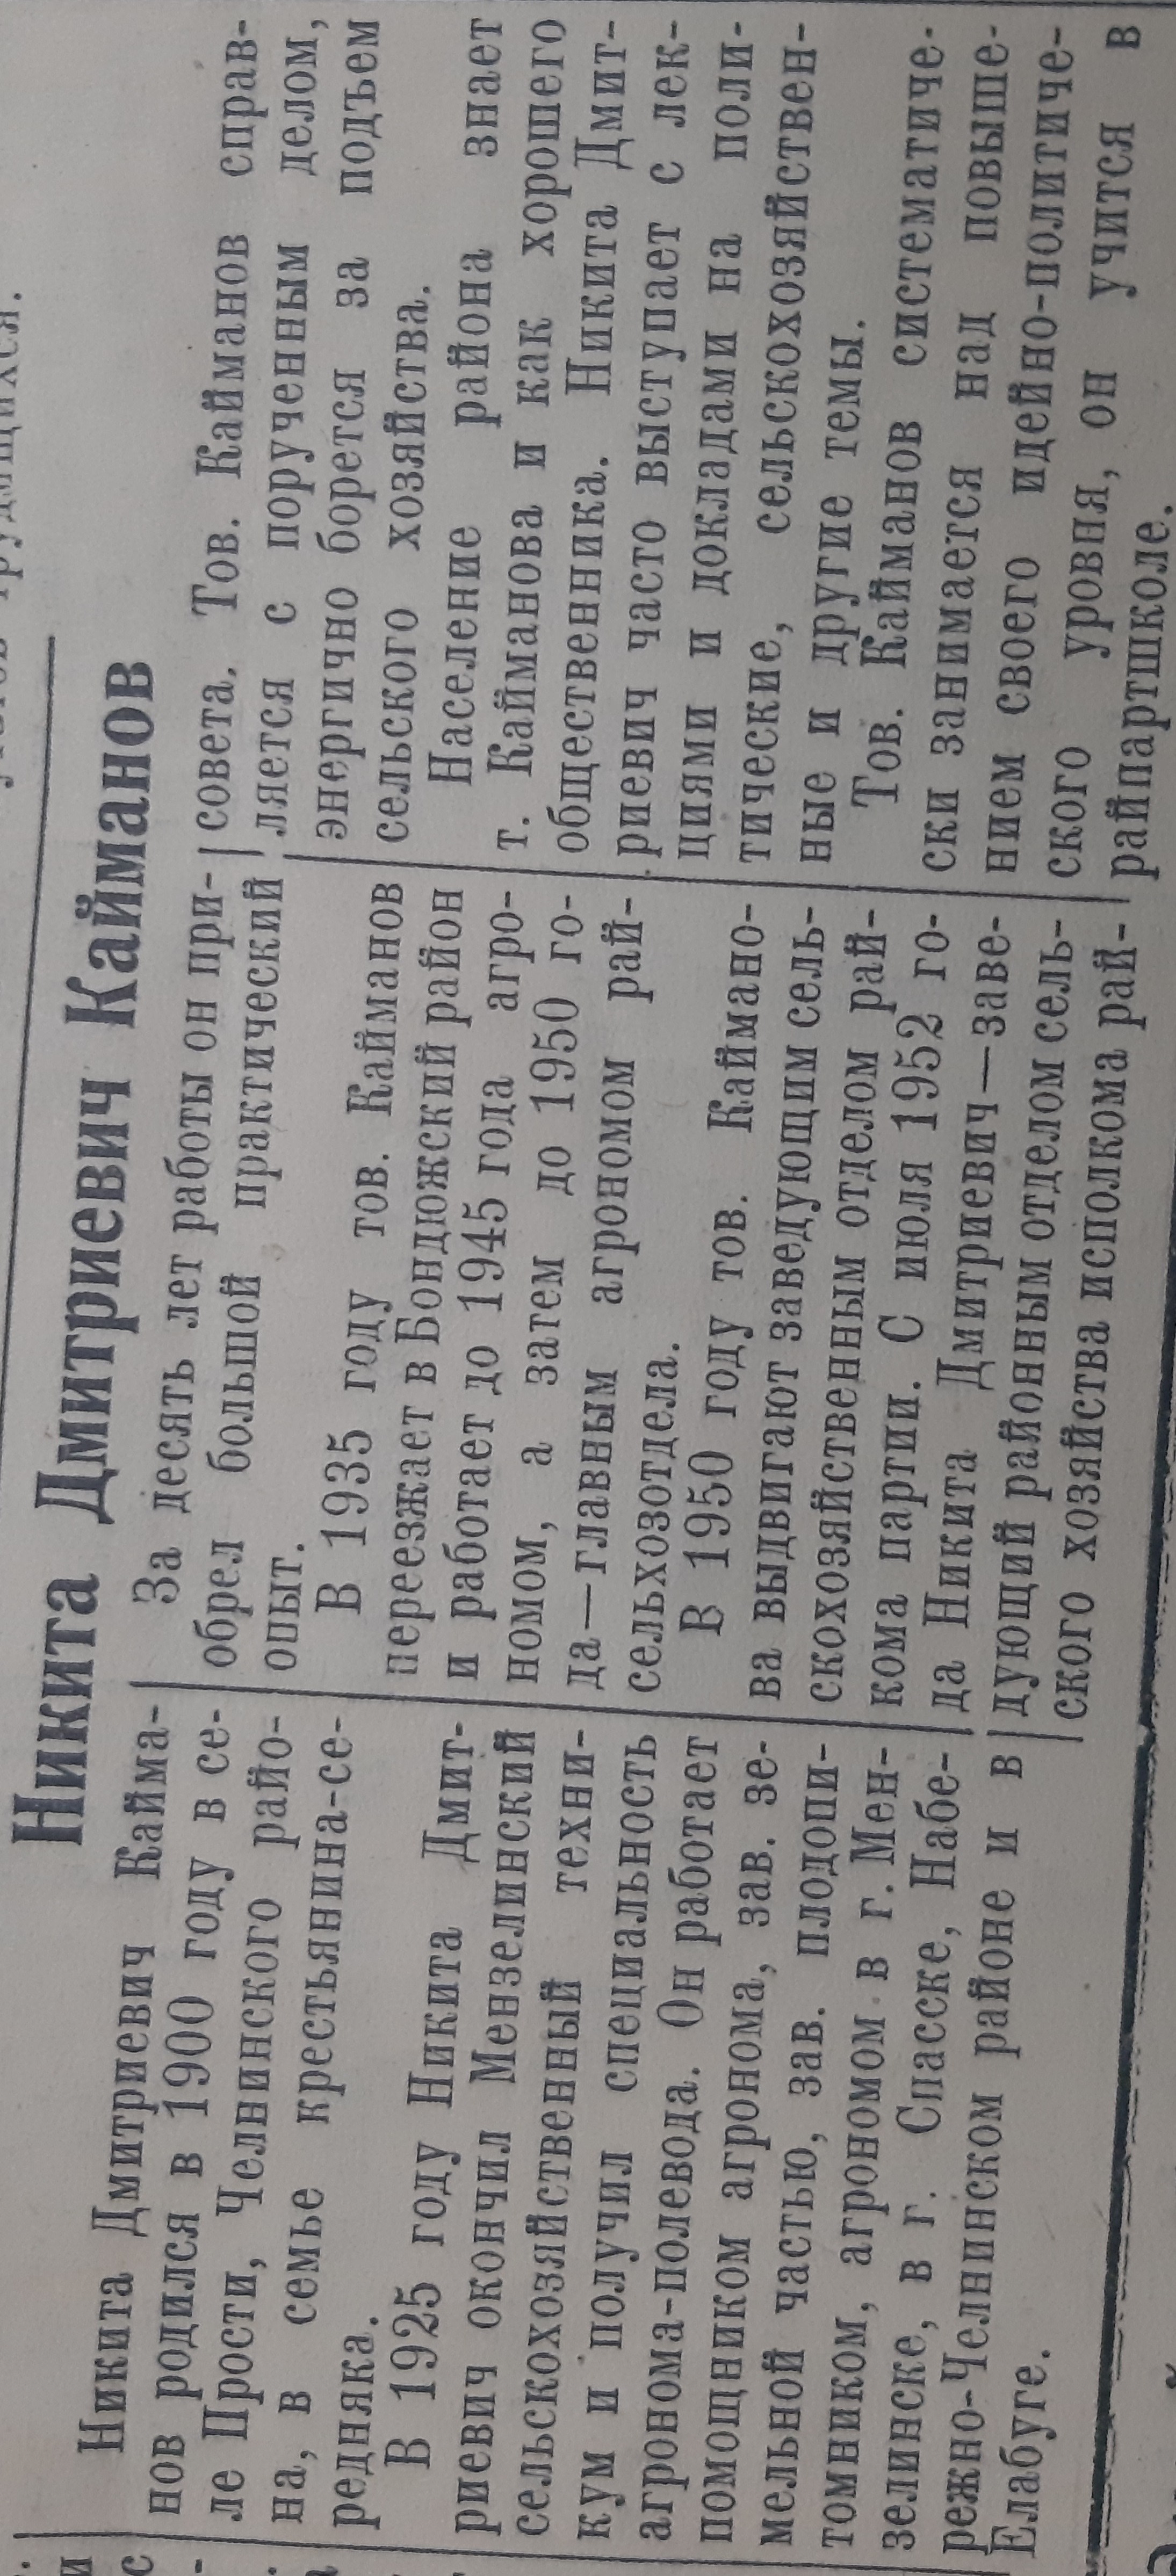 трудящихся.
Никита Дмитриевич Кайманов
Никита Дмитриевич Кайма-
нов родился в 1900 году в се-
ле Прости, Челнинского райо-
на, в семье крестьянина-се-
редняка.
В 1925 году Никита Дмит-
риевич окончил Мензелинский
сельскохозяйственный техни-
кум и получил специальность
агронома-полевода. Он работает
помощником агронома, зав. зе-
мельной частью, зав. плодопи-
томником, агрономом в г. Мен-
зелинске, в г. Спасске, Набе-
режно-Челнинском районе и в
Елабуге.
За десять лет работы он при-
обрел большой практический
опыт.
В 1935 году тов. Кайманов
переезжает в Бондюжский район
и работает до 1945 года агро-
номом, а затем до 1950 го-
да—главным агрономом рай-
сельхозотдела.
В 1950 году тов. Каймано-
ва выдвигают заведующим сель-
скохозяйственным отделом рай-
кома партии. С июля 1952 го-
да Никита Дмитриевич—заве-
дующий районным отделом сель-
ского хозяйства исполкома рай-
совета. Тов. Кайманов справ-
ляется с порученным делом,
энергично борется за подъем
сельского хозяйства.
Население района знает
т. Кайманова и как хорошего
общественника. Никита Дмит-
риевич часто выступает с лек-
циями и докладами на поли-
тические, сельскохозяйствен-
ные и другие темы.
Тов. Кайманов систематиче-
ски занимается над повыше-
нием своего идейно-политиче-
ского уровня, он учится в
райпартшколе.